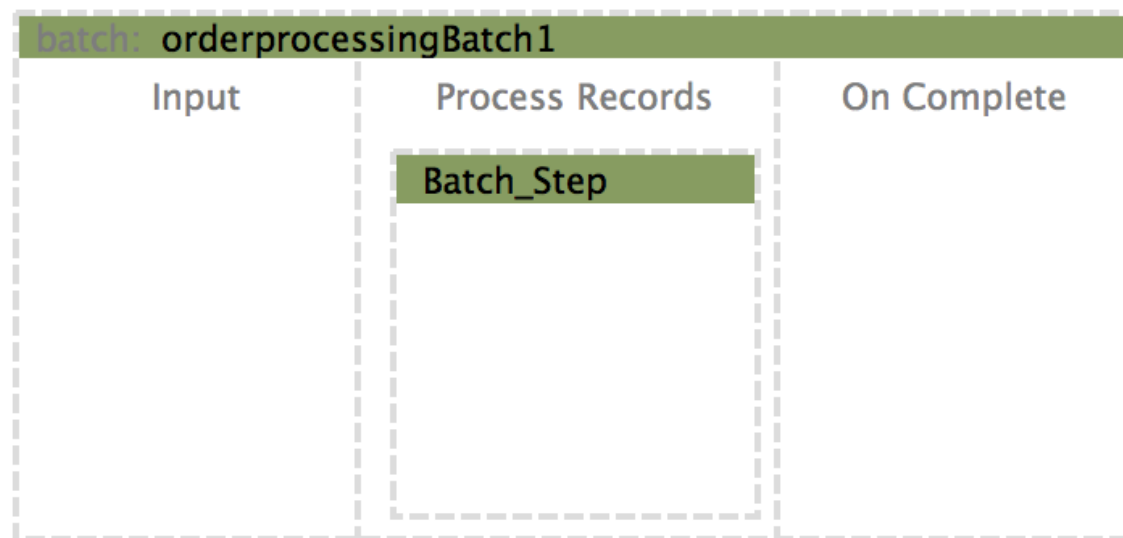 batch: orderprocessingBatch1
Input
Process Records
On Complete
Batch_Step